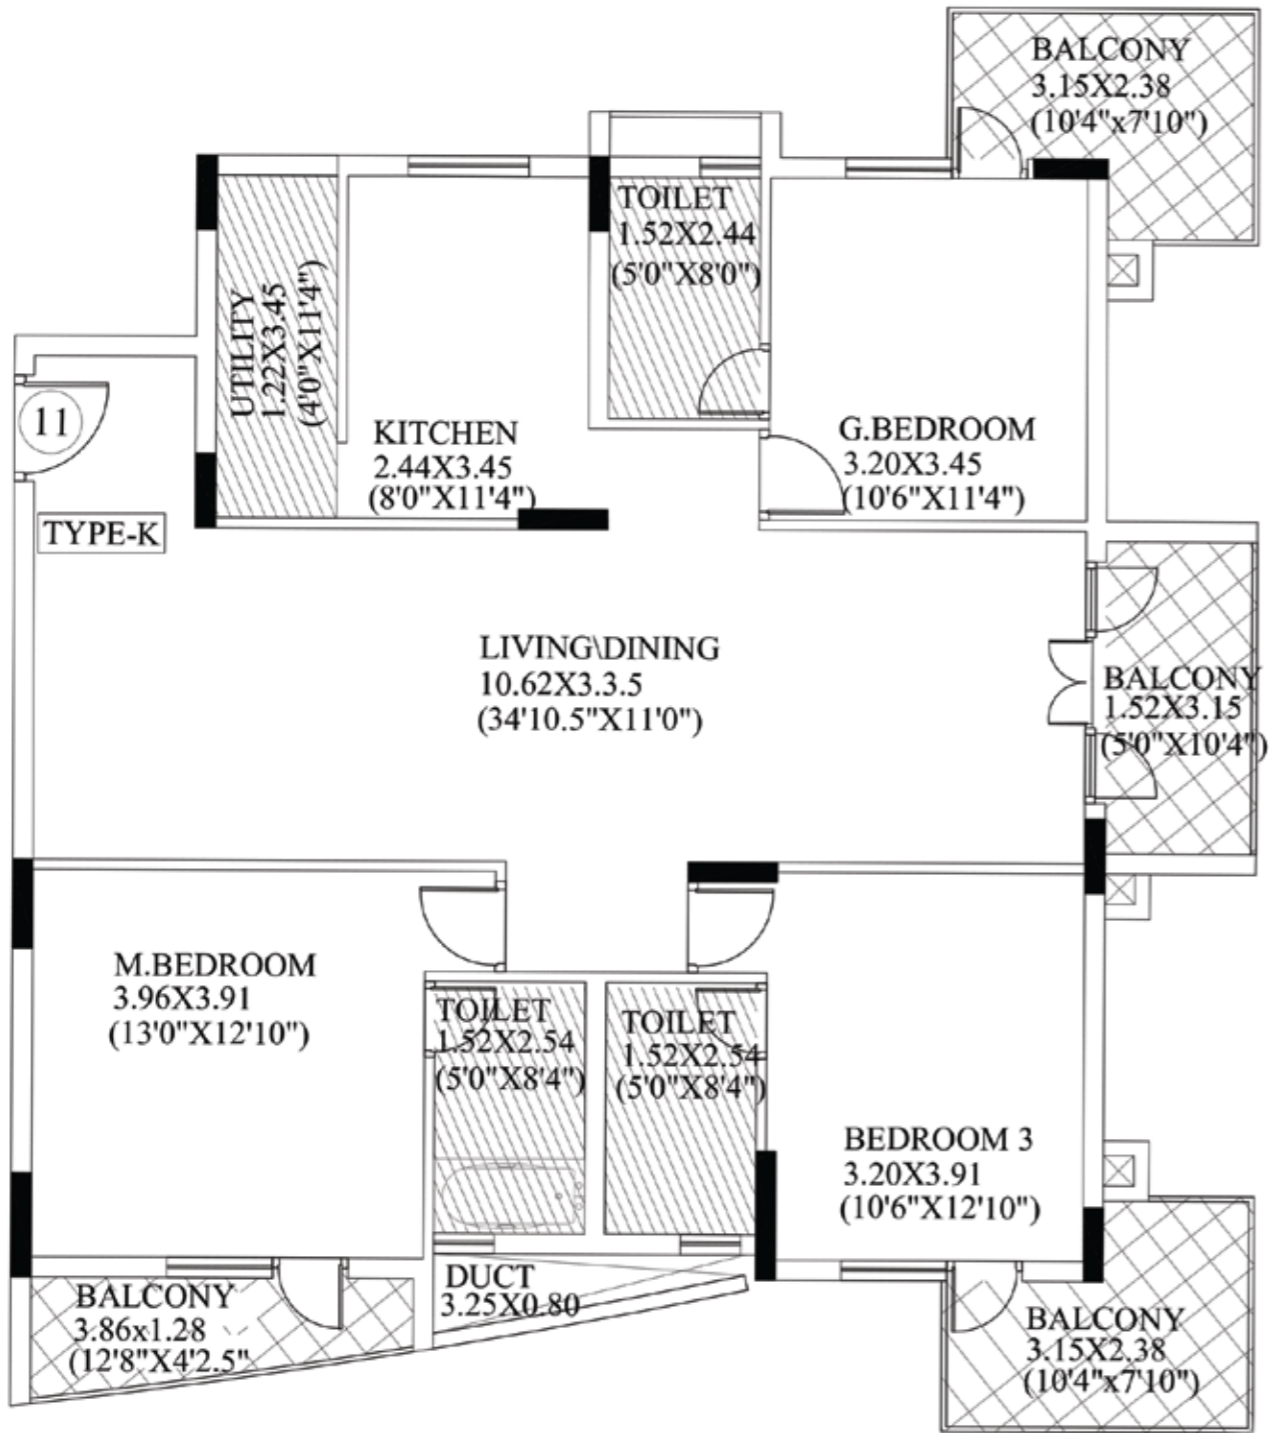 BALCONY
3.15X2.38
(10'4"x7'10")
TOILET
1.52X2.44
(5'0"X8'0")
UTILITY
1.22X3.45
(4'0"X11'4")
11
KITCHEN
2.44X3.45
(8'0"X11'4")
G.BEDROOM
3.20X3.45
(10'6"X11'4")
TYPE-K
LIVING\DINING
10.62X3.3.5
(34'10.5"X11'0")
BALCONY
1.52X3.15
(5'0"X10'4")
M.BEDROOM
3.96X3.91
(13'0"X12'10")
TOILET
1.52X2.54
(5'0"X8'4")
TOILET
1.52X2.54
(5'0"X8'4")
BEDROOM 3
3.20X3.91
(10'6"X12'10")
BALCONY
3.86x1.28
(12'8"X4'2.5"
DUCT
3.25X0.80
BALCONY
3.15X2.38
(10'4"x7'10")